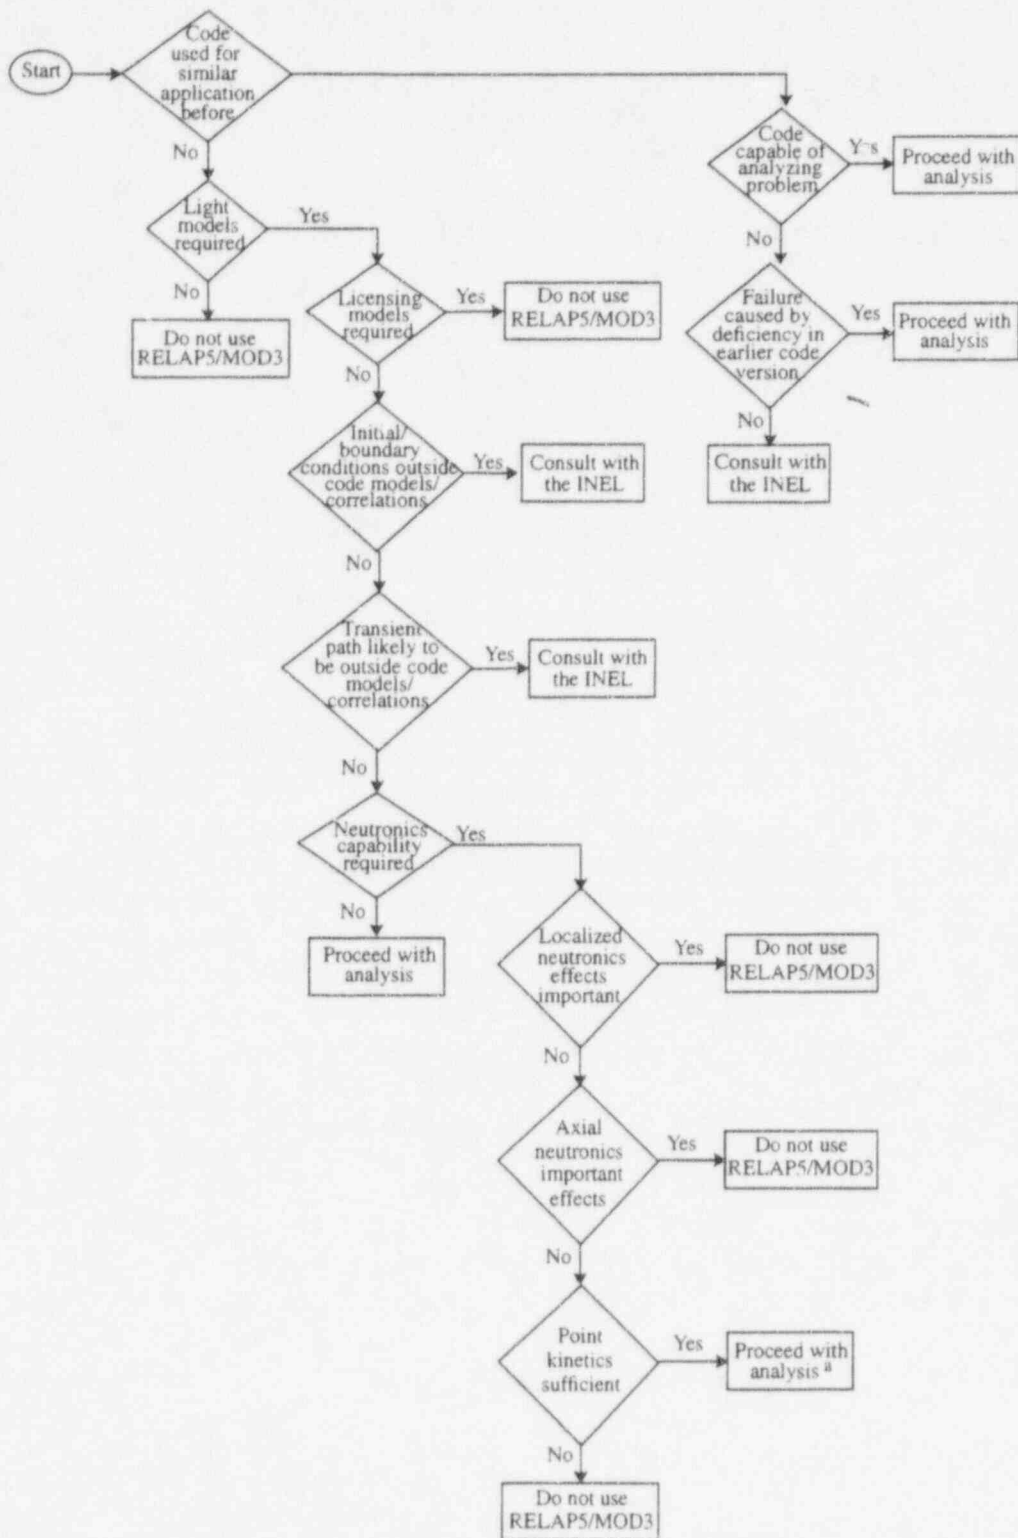 Code
used for
similar
application
before
Start
No
Code
capable of
analyzing
problem
Y-s
Proceed with
analysis
Light
models
required
Yes
No
No
Do not use
RELAP5/MOD3
Licensing
models
required
Yes
Do not use
RELAP5/MOD3
No
Failure
caused by
deficiency in
earlier code
version
Yes
Proceed with
analysis
No
Consult with
the INEL
Initial/
boundary
conditions outside
code models/
correlations
Yes
Consult with
the INEL
No
Transient
path likely to
be outside code
models/
correlations
Yes
Consult with
the INEL
No
Neutronics
capability
required
Yes
No
Proceed with
analysis
Localized
neutronics
effects
important
Yes
Do not use
RELAP5/MOD3
No
Axial
neutronics
important
effects
Yes
Do not use
RELAP5/MOD3
No
Point
kinetics
sufficient
Yes
Proceed with
analysis a
No
Do not use
RELAP5/MOD3